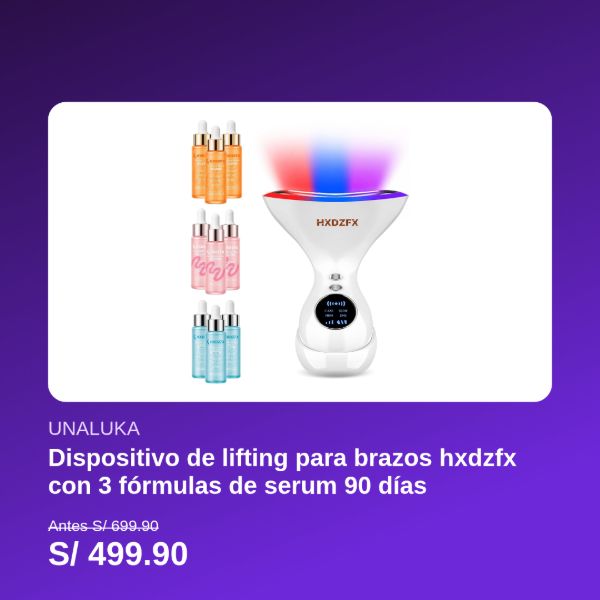 HXDZFX
UNALUKA
Dispositivo de lifting para brazos hxdzfx
con 3 fórmulas de serum 90 días
Antes S/ 699.90
S/ 499.90